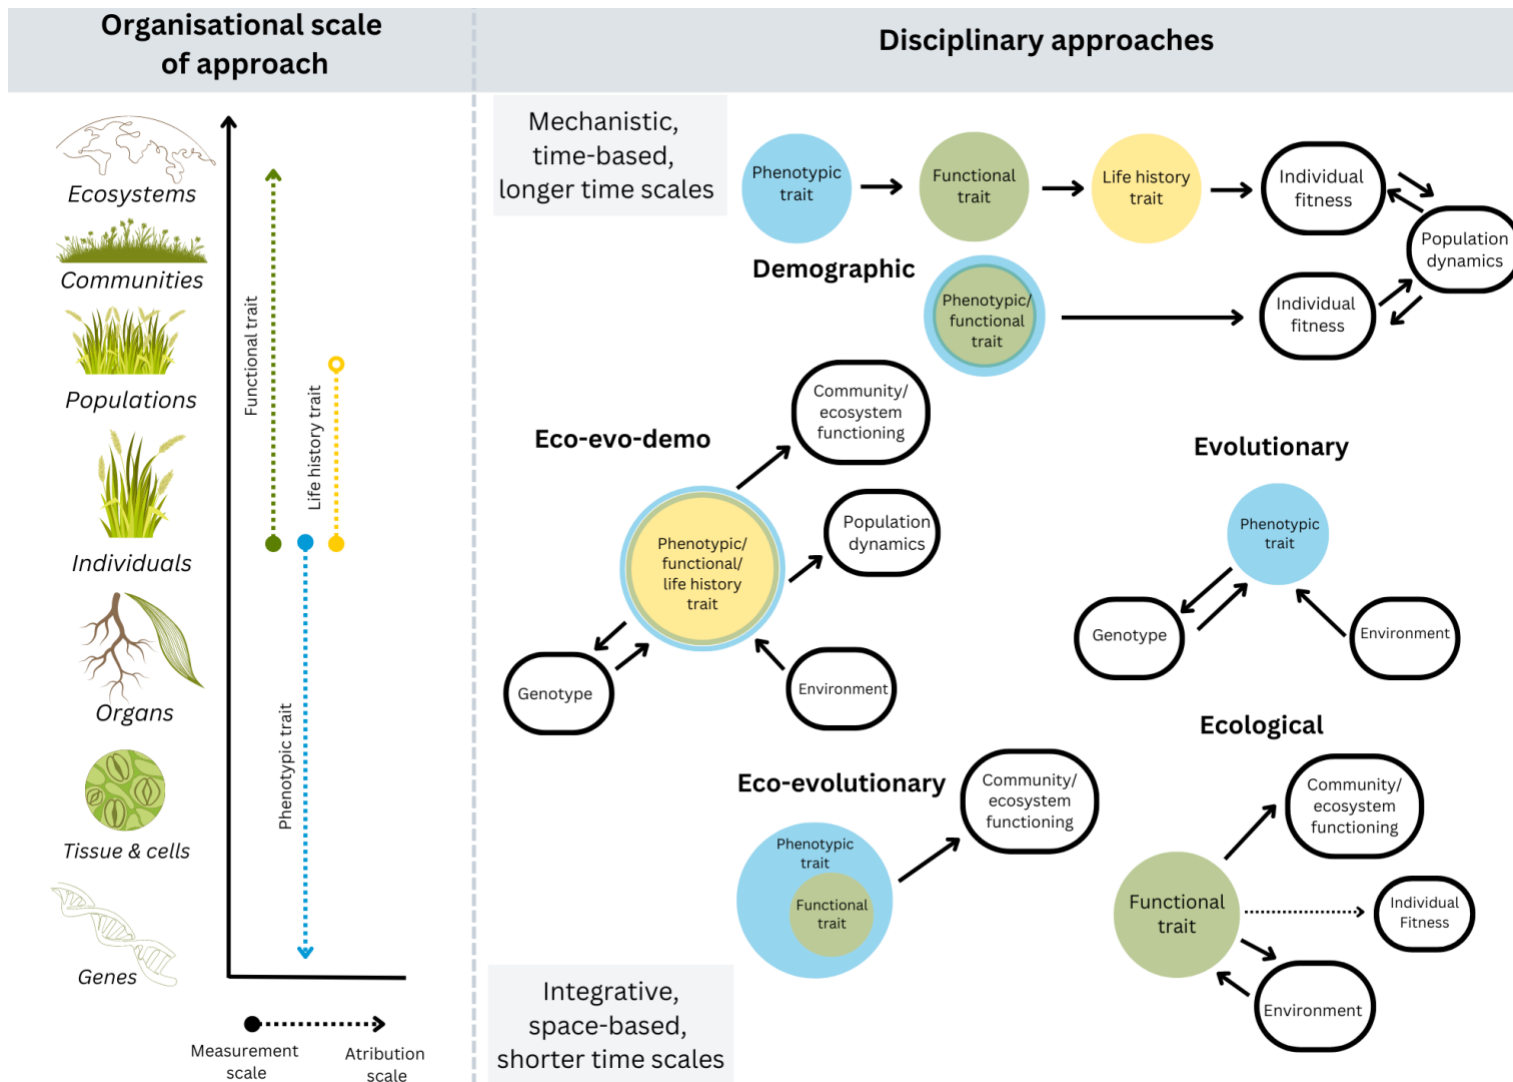 Organisational scale
of approach
Disciplinary approaches
Ecosystems
Communities
Populations
Individuals
Organs
Tissue & cells
Genes
Functional trait
Life history trait
Phenotypic trait
Measurement
scale
Atribution
scale
Mechanistic,
time-based,
longer time scales
Phenotypic
trait
Functional
trait
Life history
trait
Individual
fitness
Population
dynamics
Demographic
Phenotypic/
functional
trait
Individual
fitness
Eco-evo-demo
Community/
ecosystem
functioning
Population
dynamics
Phenotypic/
functional/
life history
trait
Genotype
Environment
Evolutionary
Phenotypic
trait
Genotype
Environment
Eco-evolutionary
Community/
ecosystem
functioning
Phenotypic
trait
Functional
trait
Ecological
Community/
ecosystem
functioning
Functional
trait
Individual
Fitness
Environment
Integrative,
space-based,
shorter time scales